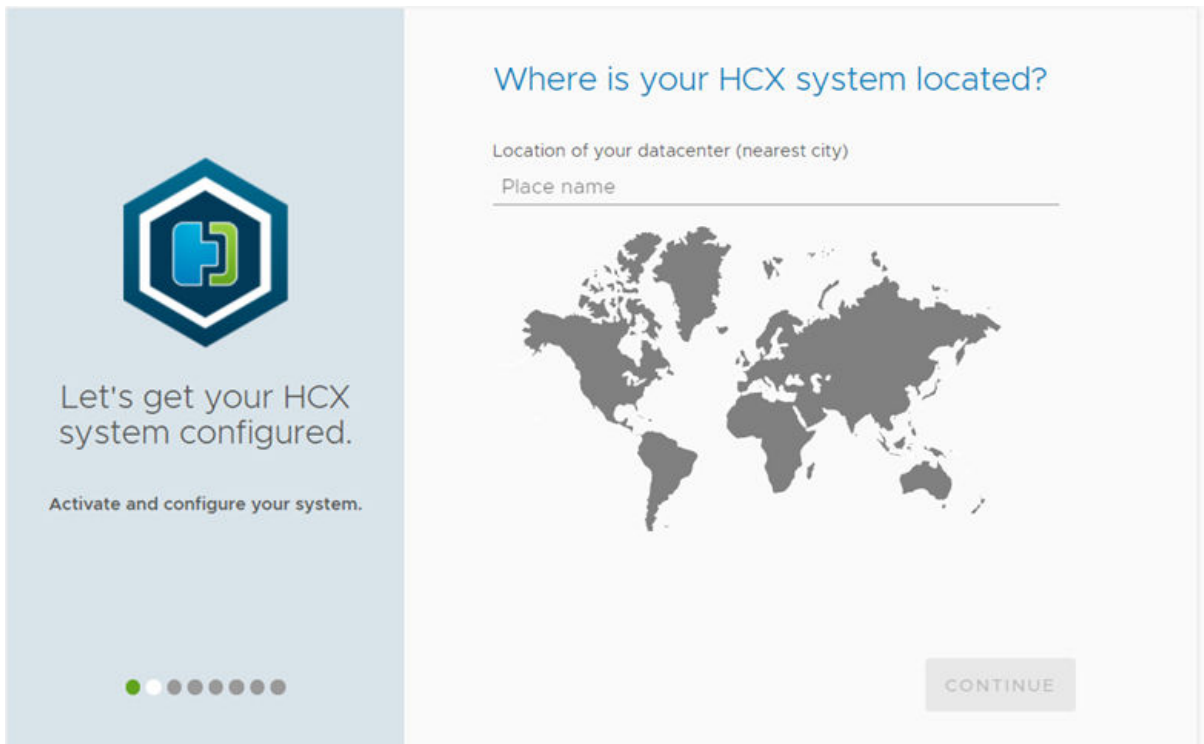 Where is your HCX system located?
Location of your datacenter (nearest city)
Place name
Let's get your HCX
system configured.
Activate and configure your system.
CONTINUE